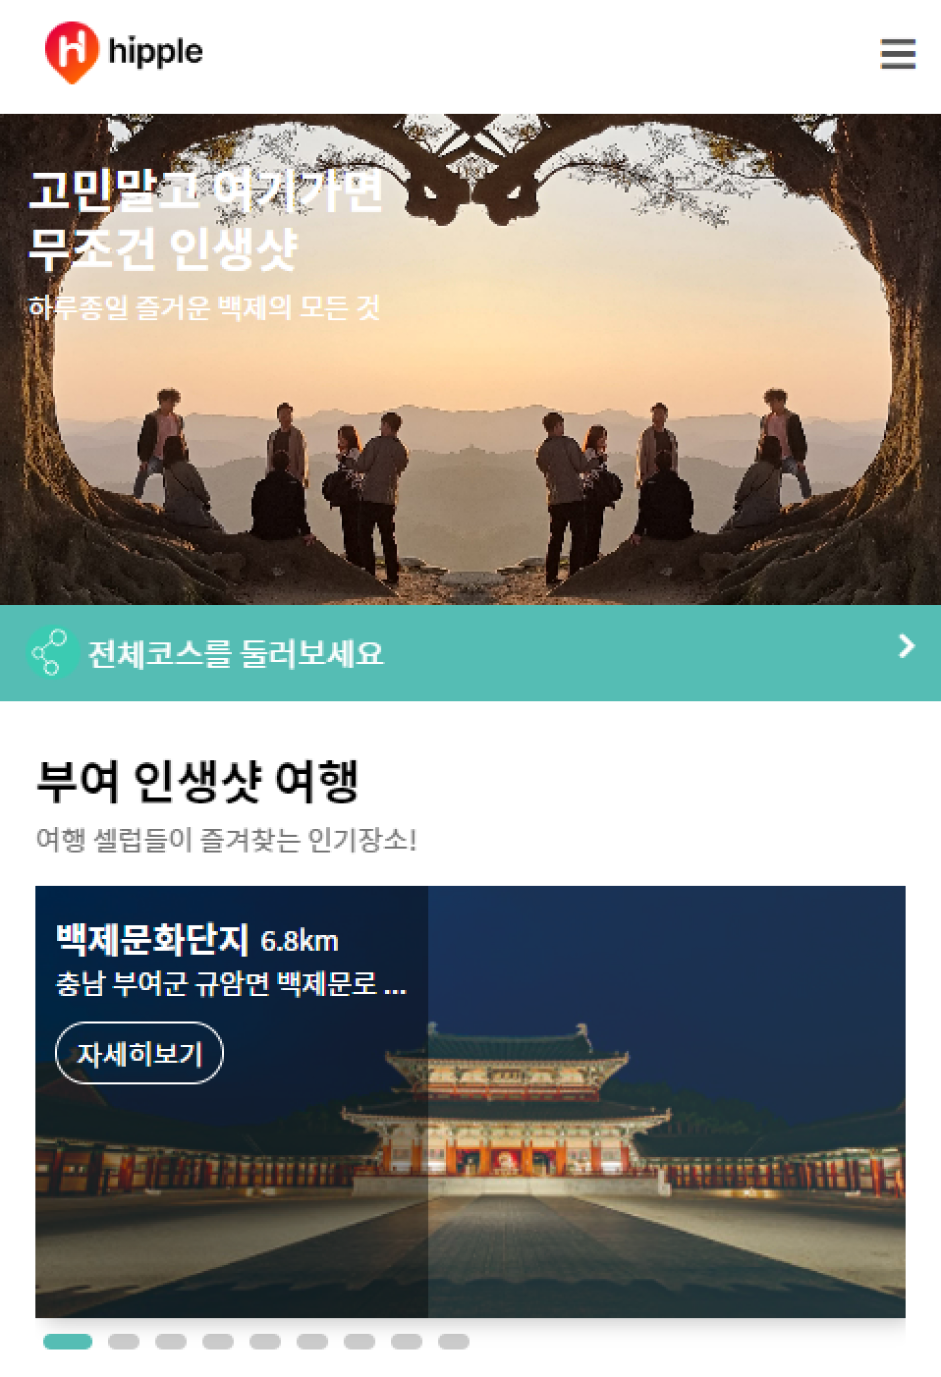 hipple
고민말고 여기가면
무조건 인생샷
하루종일 즐거운 백제의 모든 것
전체코스를 둘러보세요
부여 인생샷 여행
여행 셀럽들이 즐겨찾는 인기장소!
백제문화단지 6.8km
충남 부여군 규암면 백제문로 ...
자세히보기